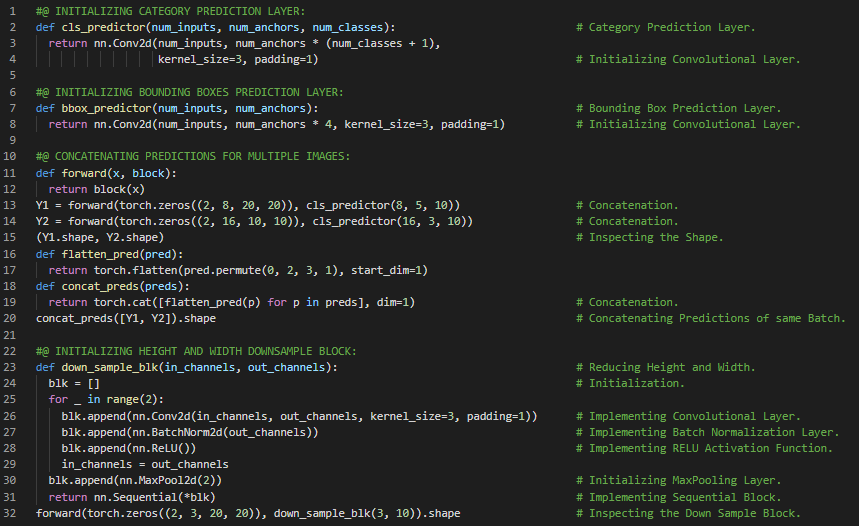 1 #@ INITIALIZING CATEGORY PREDICTION LAYER:
2 def cls_predictor(num_inputs, num_anchors, num_classes): # Category Prediction Layer.
3 return nn.Conv2d(num_inputs, num_anchors * (num_classes + 1),
4 kernel_size=3, padding=1) # Initializing Convolutional Layer.
5
6 #@ INITIALIZING BOUNDING BOXES PREDICTION LAYER:
7 def bbox_predictor(num_inputs, num_anchors): # Bounding Box Prediction Layer.
8 return nn.Conv2d(num_inputs, num_anchors * 4, kernel_size=3, padding=1) # Initializing Convolutional Layer.
9
10 #@ CONCATENATING PREDICTIONS FOR MULTIPLE IMAGES:
11 def forward(x, block):
12 return block(x)
13 Y1 = forward(torch.zeros((2, 8, 20, 20)), cls_predictor(8, 5, 10)) # Concatenation.
14 Y2 = forward(torch.zeros((2, 16, 10, 10)), cls_predictor(16, 3, 10)) # Concatenation.
15 (Y1.shape, Y2.shape) # Inspecting the Shape.
16 def flatten_pred(pred):
17 return torch.flatten(pred.permute(0, 2, 3, 1), start_dim=1)
18 def concat_preds(preds):
19 return torch.cat([flatten_pred(p) for p in preds], dim=1) # Concatenation.
20 concat_preds([Y1, Y2]).shape # Concatenating Predictions of same Batch.
21
22 #@ INITIALIZING HEIGHT AND WIDTH DOWNSAMPLE BLOCK:
23 def down_sample_blk(in_channels, out_channels): # Reducing Height and Width.
24 blk = [] # Initialization.
25 for _ in range(2):
26 blk.append(nn.Conv2d(in_channels, out_channels, kernel_size=3, padding=1)) # Implementing Convolutional Layer.
27 blk.append(nn.BatchNorm2d(out_channels)) # Implementing Batch Normalization Layer.
28 blk.append(nn.ReLU()) # Implementing RELU Activation Function.
29 in_channels = out_channels
30 blk.append(nn.MaxPool2d(2)) # Initializing MaxPooling Layer.
31 return nn.Sequential(*blk) # Implementing Sequential Block.
32 forward(torch.zeros((2, 3, 20, 20)), down_sample_blk(3, 10)).shape # Inspecting the Down Sample Block.